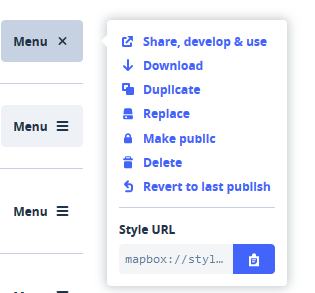 Menu
Share, develop & use
Download
Duplicate
Replace
Make public
Delete
Revert to last publish
Style URL
mapbox://styl…
Menu
Menu